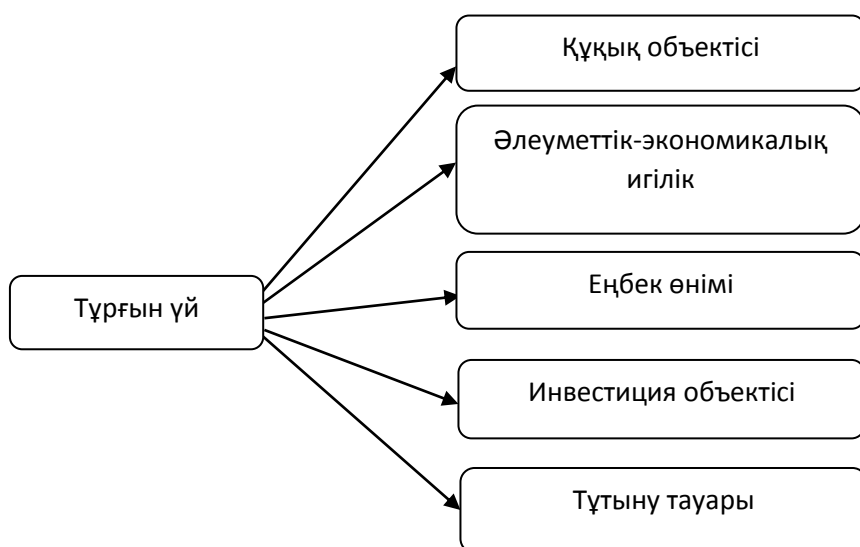 Құқық объектісі
Әлеуметтік-экономикалық
игілік
Тұрғын үй
Еңбек өнімі
Инвестиция объектісі
Тұтыну тауары